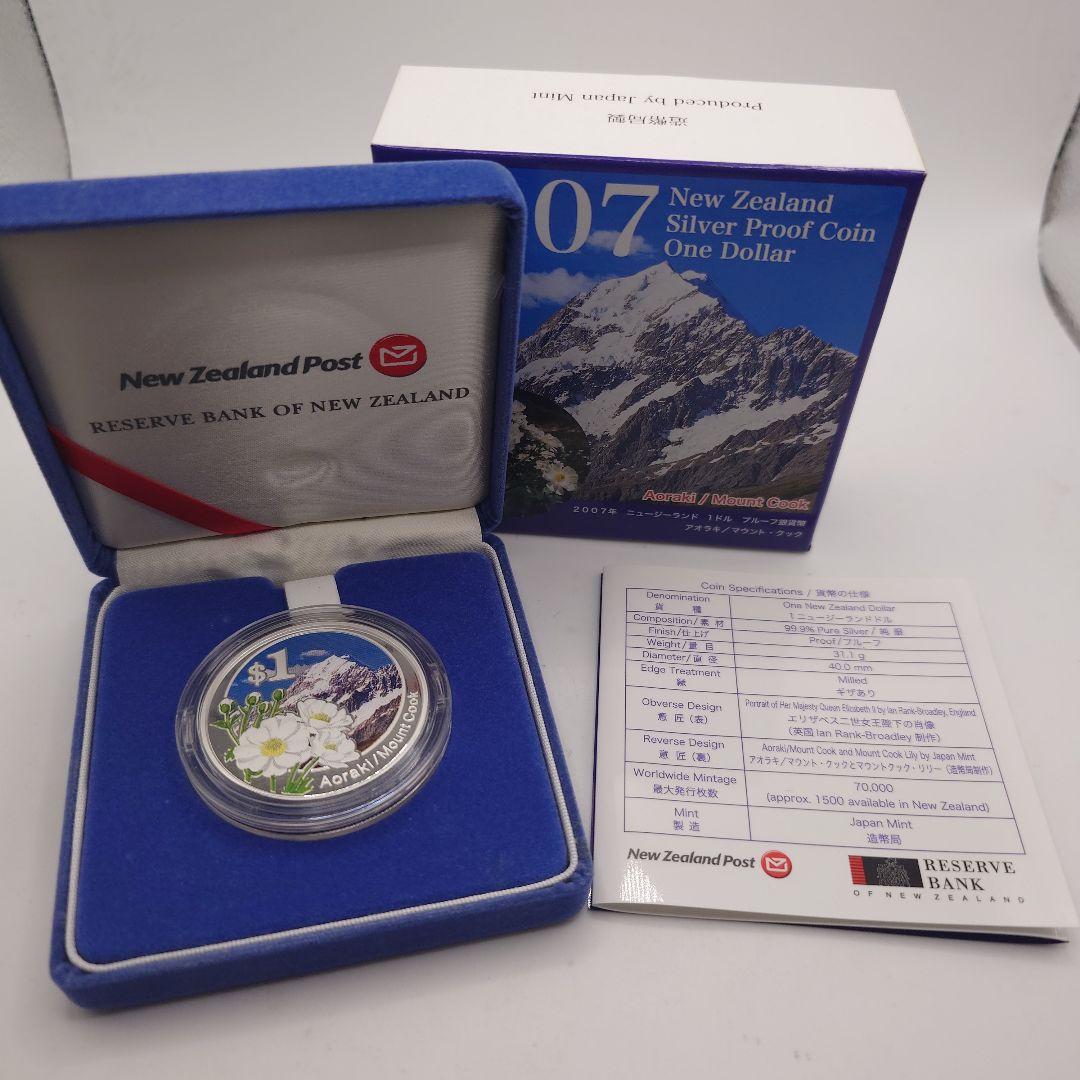 造幣局製
Produced by Japan Mint
07
New Zealand
Silver Proof Coin
One Dollar
Aoraki / Mount Cook
2007年 ニュージーランド 1ドル プルーフ銀貨幣
アオラキ/マウント・クック
New Zealand Post
RESERVE BANK OF NEW ZEALAND
$1
Aoraki/Mount Cook
Coin Specifications / 貨幣の仕様
Denomination One New Zealand Dollar
貨 種 1ニュージーランドドル
Composition/素 材 99.9% Pure Silver/純 銀
Finish/仕上げ Proof/プルーフ
Weight/量 目 31.1 g
Diameter/直 径 40.0 mm
Edge Treatment Milled
縁 ギザあり
Obverse Design Portrait of Her Majesty Queen Elizabeth II by Ian Rank-Broadley, England
意 匠(表) エリザベス二世女王陛下の肖像
(英国 Ian Rank-Broadley 制作)
Reverse Design Aoraki/Mount Cook and Mount Cook Lily by Japan Mint
意 匠(裏) アオラキ/マウント・クックとマウントクック・リリー(造幣局制作)
Worldwide Mintage 70,000
最大発行枚数 (approx. 1500 available in New Zealand)
Mint Japan Mint
製 造 造幣局
New Zealand Post
RESERVE
BANK
OF NEW ZEALAND